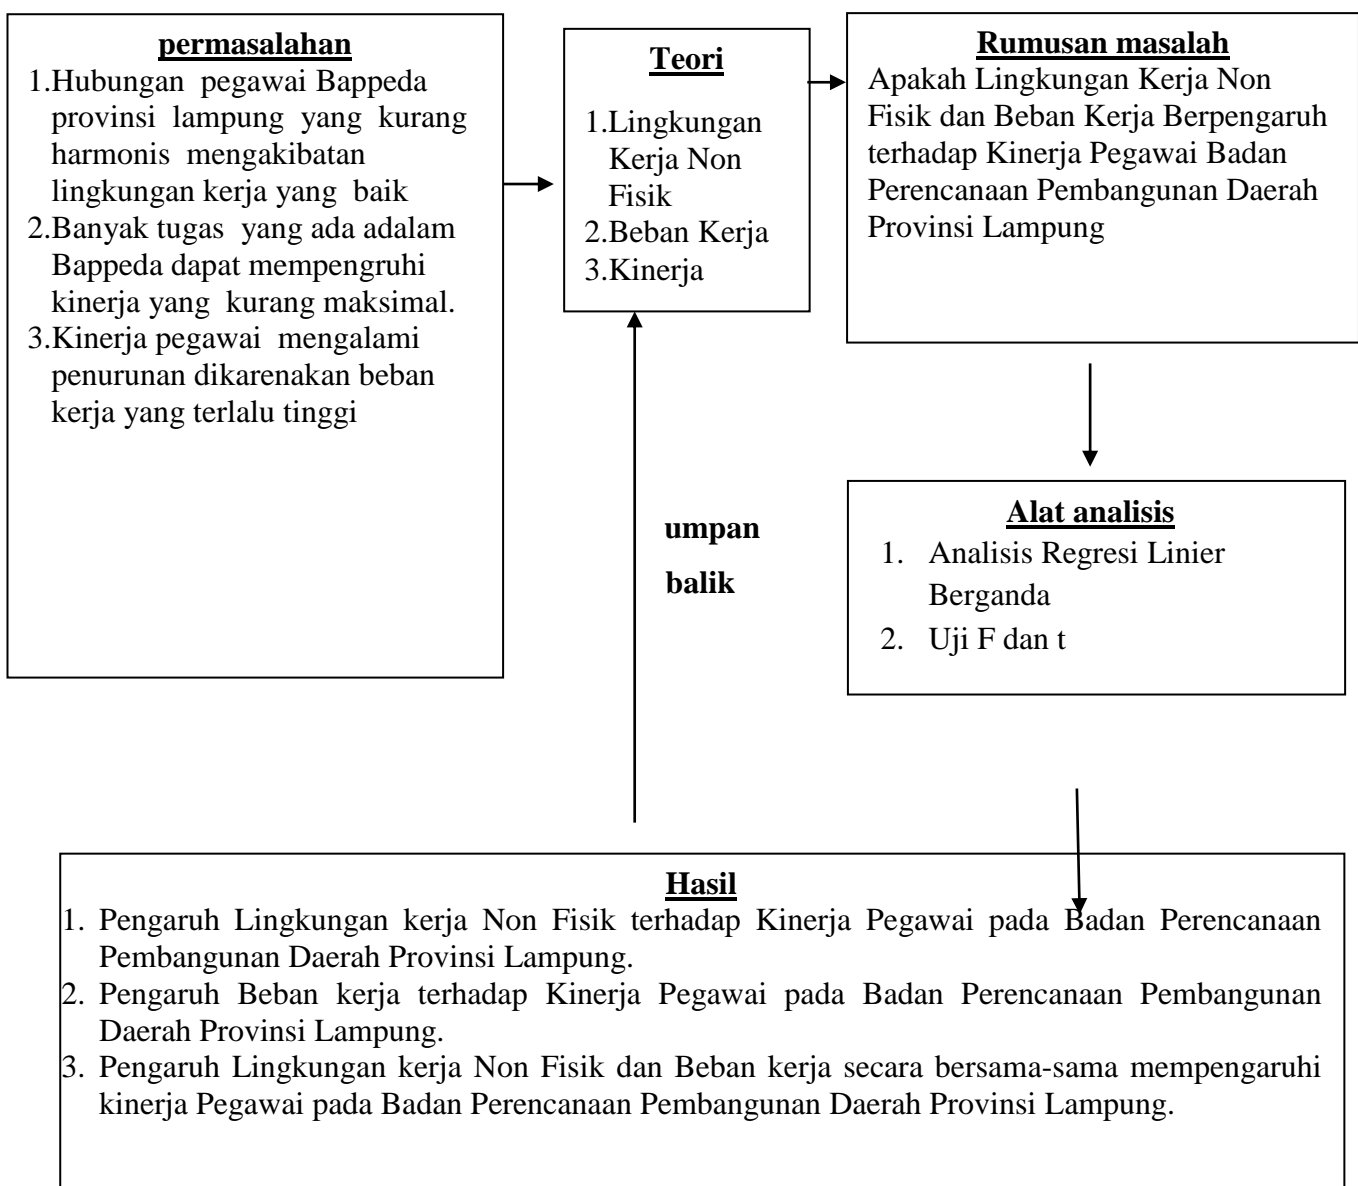 permasalahan
1.Hubungan pegawai Bappeda
provinsi lampung yang kurang
harmonis mengakibatan
lingkungan kerja yang baik
2.Banyak tugas yang ada adalam
Bappeda dapat mempengruhi
kinerja yang kurang maksimal.
3.Kinerja pegawai mengalami
penurunan dikarenakan beban
kerja yang terlalu tinggi
Teori
1.Lingkungan
Kerja Non
Fisik
2.Beban Kerja
3.Kinerja
Rumusan masalah
Apakah Lingkungan Kerja Non
Fisik dan Beban Kerja Berpengaruh
terhadap Kinerja Pegawai Badan
Perencanaan Pembangunan Daerah
Provinsi Lampung
Alat analisis
1. Analisis Regresi Linier
Berganda
2. Uji F dan t
umpan
balik
Hasil
1. Pengaruh Lingkungan kerja Non Fisik terhadap Kinerja Pegawai pada Badan Perencanaan
Pembangunan Daerah Provinsi Lampung.
2. Pengaruh Beban kerja terhadap Kinerja Pegawai pada Badan Perencanaan Pembangunan
Daerah Provinsi Lampung.
3. Pengaruh Lingkungan kerja Non Fisik dan Beban kerja secara bersama-sama mempengaruhi
kinerja Pegawai pada Badan Perencanaan Pembangunan Daerah Provinsi Lampung.